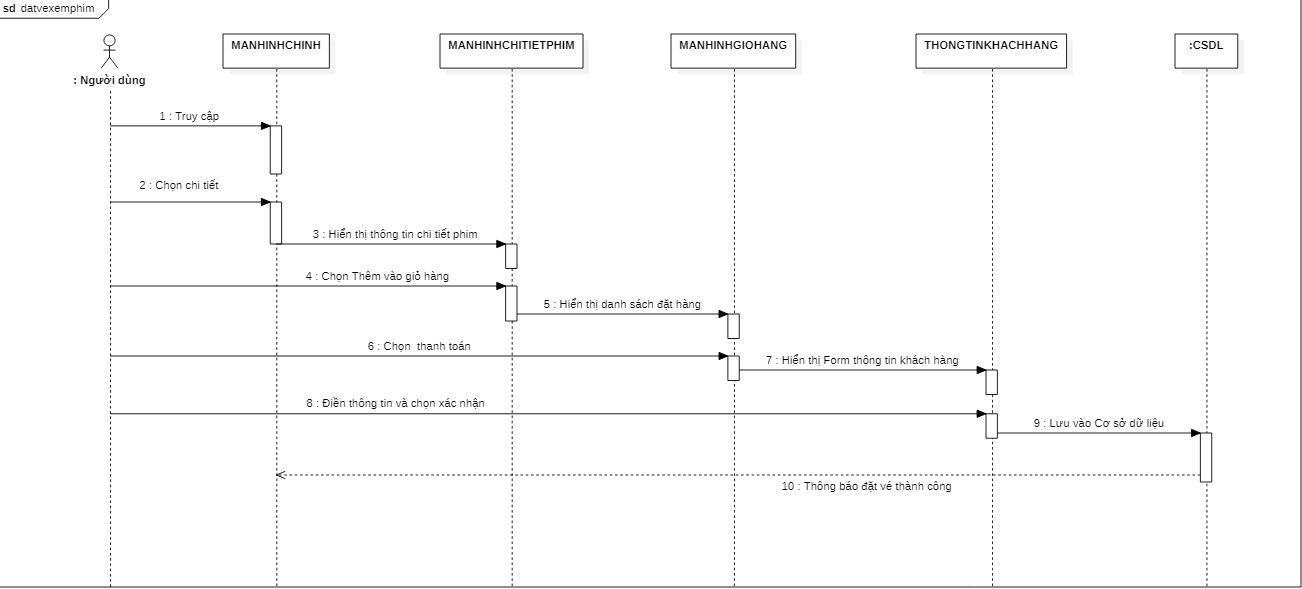 sd datvexemphim
: Người dùng
MANHINHCHINH
MANHINHCHITIETPHIM
MANHINHGIOHANG
THONGTINKHACHHANG
:CSDL
1 : Truy cập
2 : Chọn chi tiết
3 : Hiển thị thông tin chi tiết phim
4 : Chọn Thêm vào giỏ hàng
5 : Hiển thị danh sách đặt hàng
6 : Chọn  thanh toán
7 : Hiển thị Form thông tin khách hàng
8 : Điền thông tin và chọn xác nhận
9 : Lưu vào Cơ sở dữ liệu
10 : Thông báo đặt vé thành công